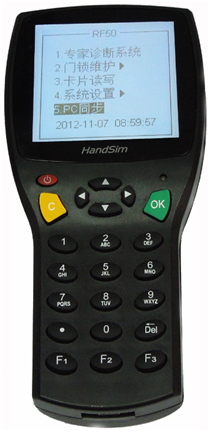 RF60
1.专家诊断系统
2.门锁维护▶
3.卡片读写
4.系统设置▶
5.PC同步
2012-11-07 08:59:57
HandSim
C
OK
1
2 ABC
3 DEF
4 GHI
5 JKL
6 MNO
7 PQRS
8 TUV
9 WXYZ
•
0
Del
F1
F2
F3